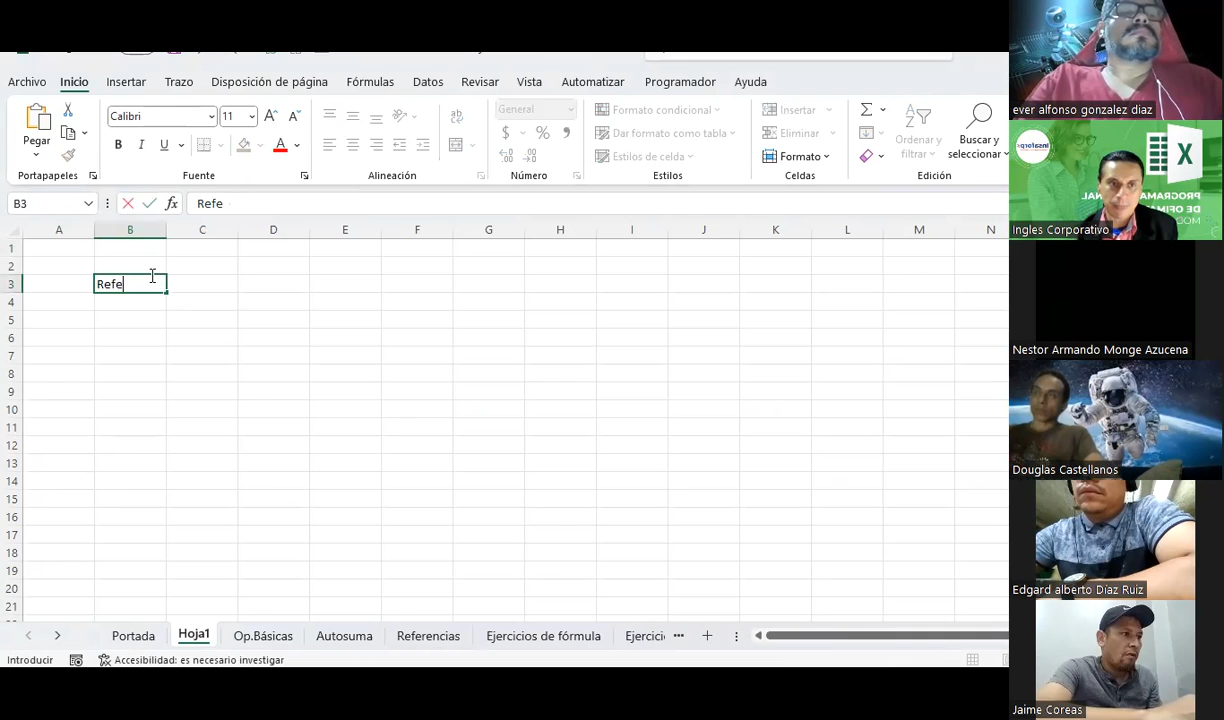 Archivo Inicio Insertar Trazo Disposición de página Fórmulas Datos Revisar Vista Automatizar Programador Ayuda
Pegar
Portapapeles
Calibri 11
Fuente
Alineación
General
$ %
Número
Formato condicional
Dar formato como tabla
Estilos de celda
Estilos
Insertar
Eliminar
Formato
Celdas
Ordenar y
filtrar
Buscar y
seleccionar
Edición
B3 fx Refe
A B C D E F G H I J K L M N
1
2
3 Refe
4
5
6
7
8
9
10
11
12
13
14
15
16
17
18
19
20
21
Portada Hoja1 Op.Básicas Autosuma Referencias Ejercicios de fórmula Ejercici
Introducir Accesibilidad: es necesario investigar
ever alfonso gonzalez diaz
insaforp
X
PROGRAMA
DE OFIMA
Ingles Corporativo
Nestor Armando Monge Azucena
Douglas Castellanos
Edgard alberto Díaz Ruiz
Jaime Coreas